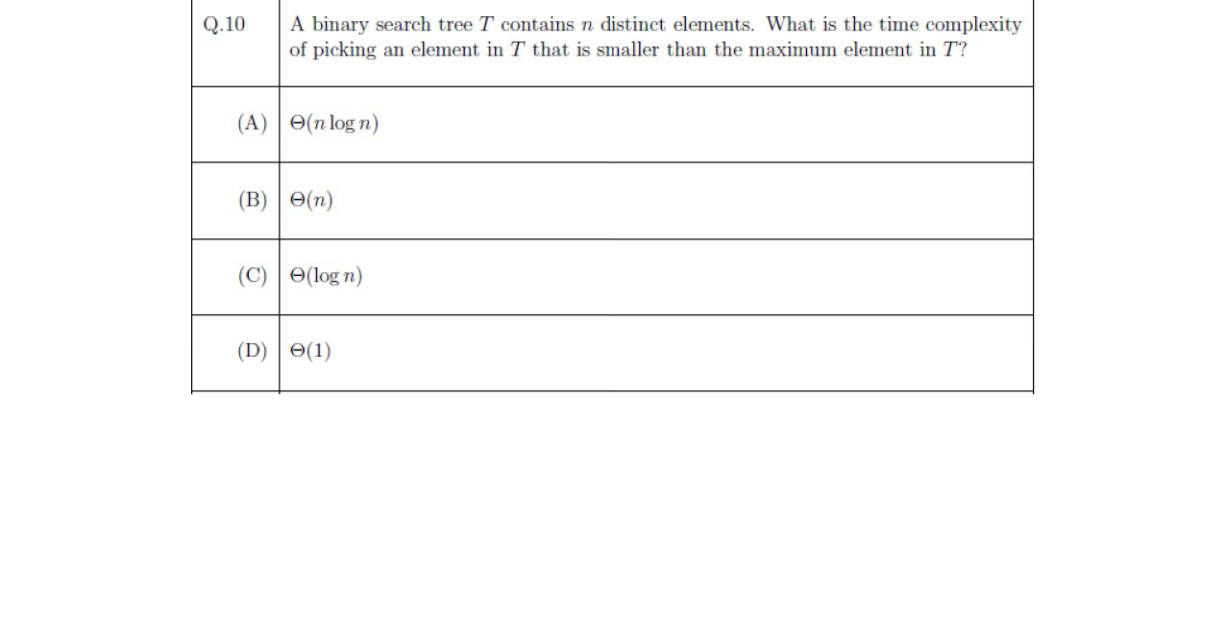 Q.10 A binary search tree T contains n distinct elements. What is the time complexity
of picking an element in T that is smaller than the maximum element in T?
(A) Θ(n log n)
(B) Θ(n)
(C) Θ(log n)
(D) Θ(1)